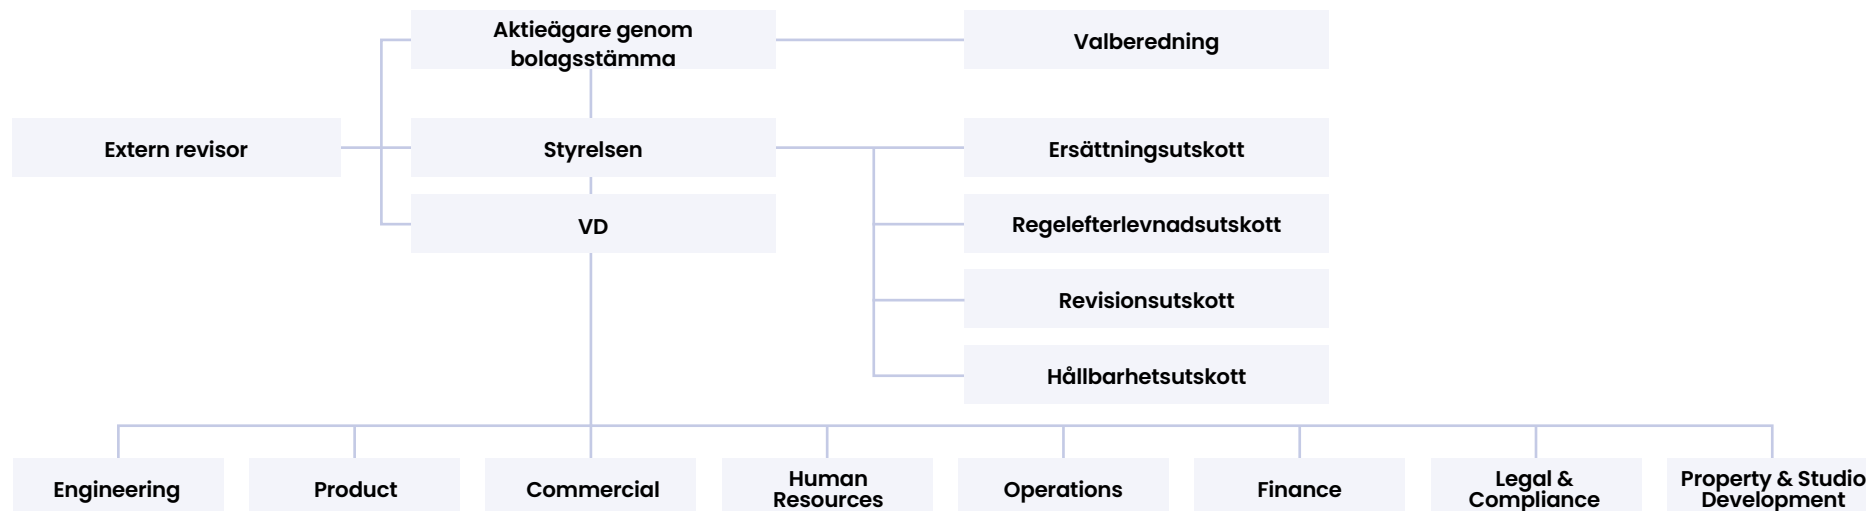 Aktieägare genom
bolagsstämma
Valberedning
Extern revisor
Styrelsen
Ersättningsutskott
VD
Regelefterlevnadsutskott
Revisionsutskott
Hållbarhetsutskott
Engineering
Product
Commercial
Human
Resources
Operations
Finance
Legal &
Compliance
Property & Studio
Development